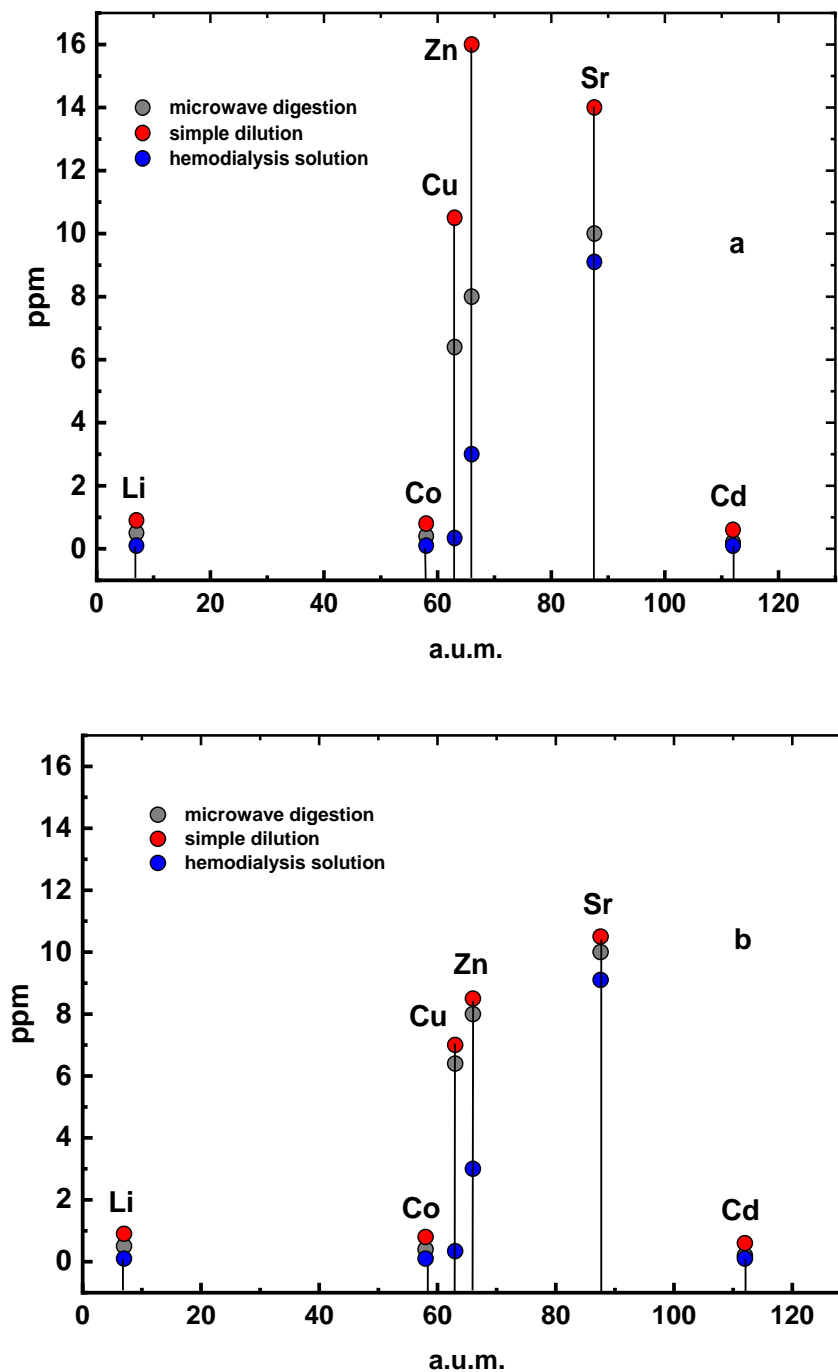 16
Zn
Sr
14
microwave digestion
simple dilution
hemodialysis solution
12
Cu
10
a
8
ppm
6
4
2
Li
Co
Cd
0
0 20 40 60 80 100 120
a.u.m.
16
14
microwave digestion
simple dilution
hemodialysis solution
12
Sr
10
b
Zn
8
Cu
ppm
6
4
2
Li
Co
Cd
0
0 20 40 60 80 100 120
a.u.m.